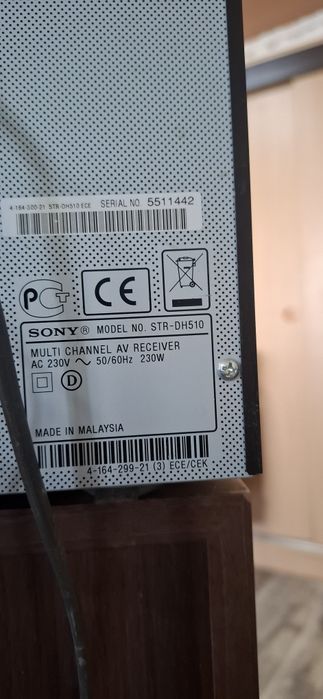 4-164-300-21 STR-DH510 ECE SERIAL NO. 5511442
PCT CE
SONY® MODEL NO. STR-DH510
MULTI CHANNEL AV RECEIVER
AC 230V ~ 50/60Hz 230W
D
MADE IN MALAYSIA
4-164-299-21 (3) ECE/CEK